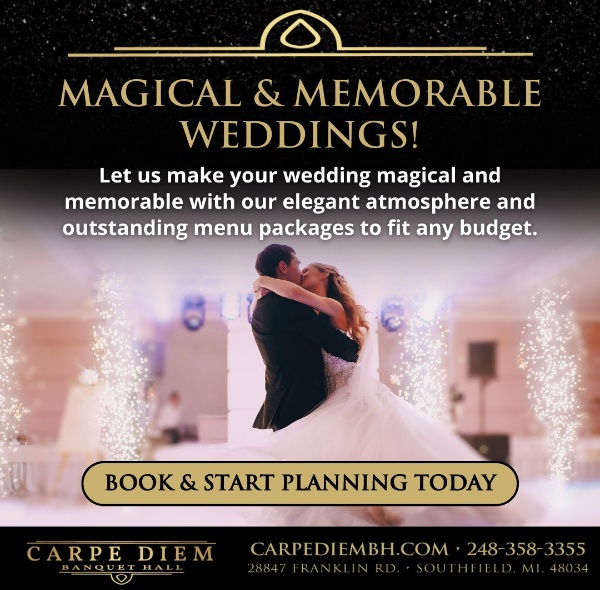 MAGICAL & MEMORABLE
WEDDINGS!
Let us make your wedding magical and
memorable with our elegant atmosphere and
outstanding menu packages to fit any budget.
BOOK & START PLANNING TODAY
CARPE DIEM
BANQUET HALL
CARPEDIEMBH.COM • 248-358-3355
28847 FRANKLIN RD. • SOUTHFIELD, MI. 48034